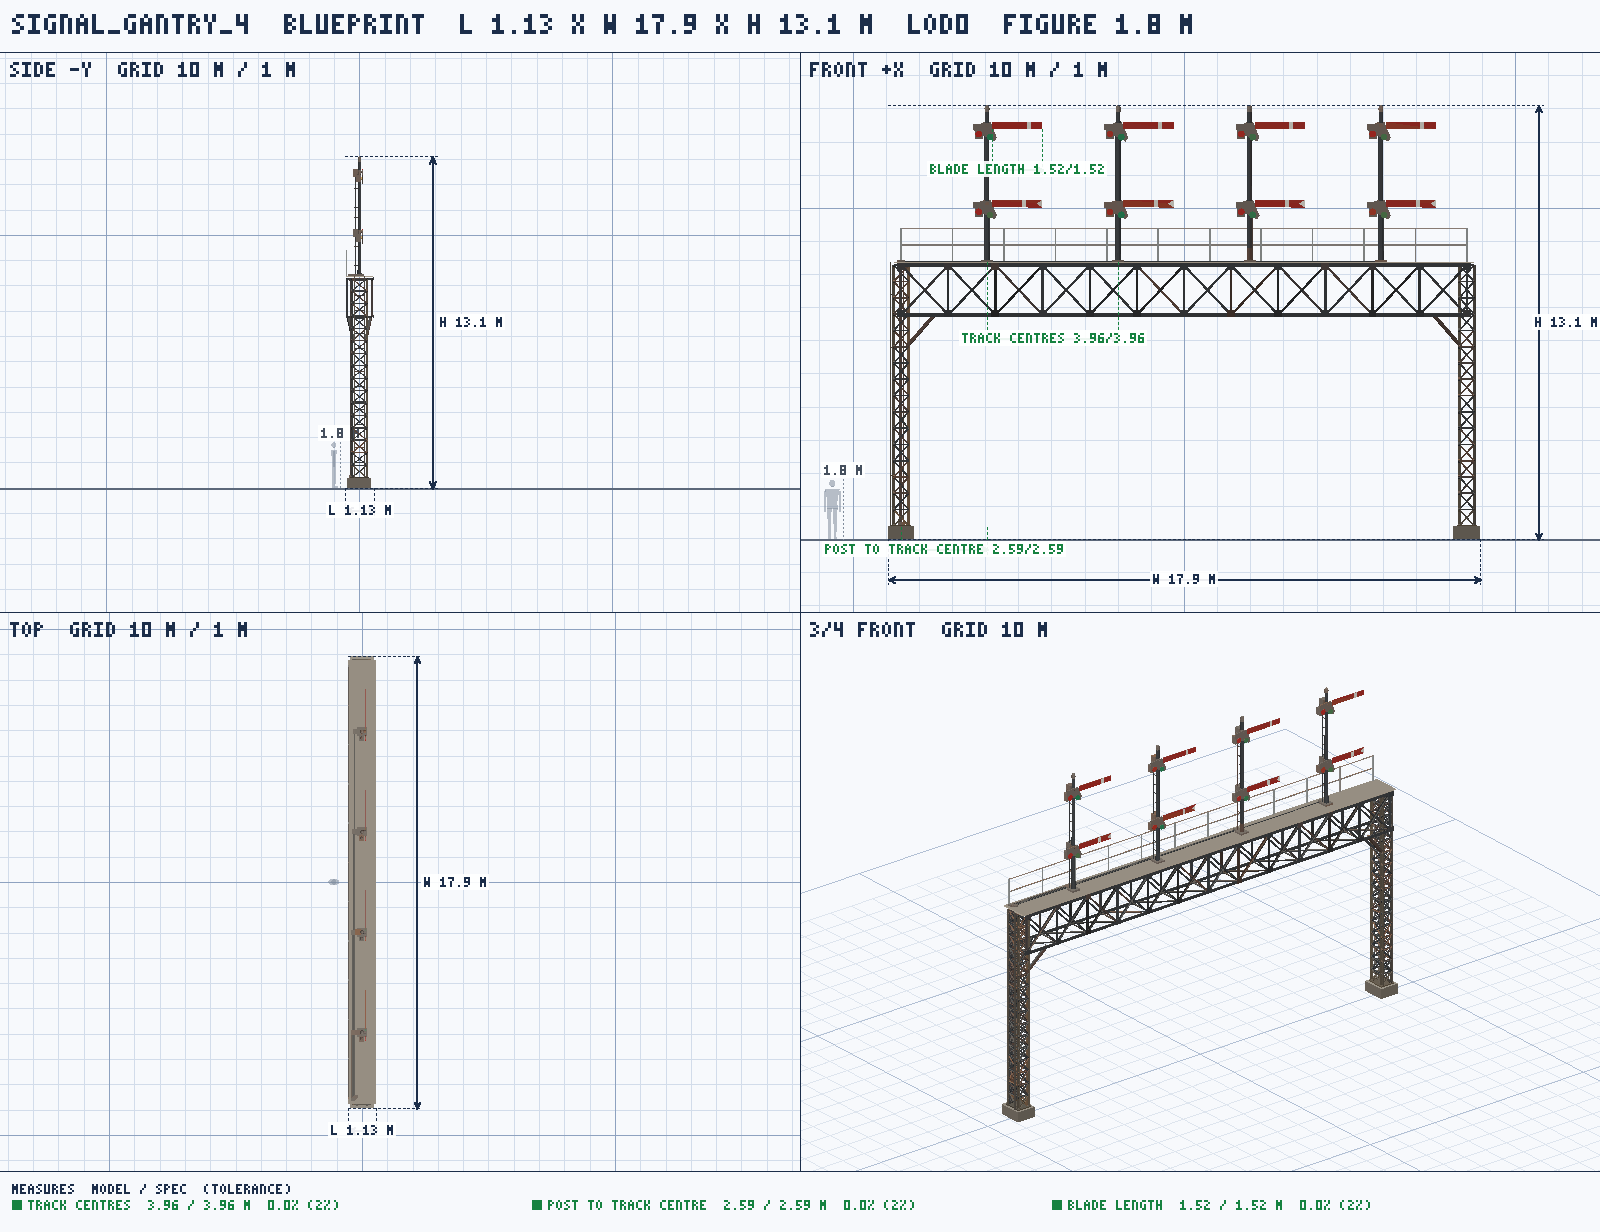 SIGNAL_GANTRY_4 BLUEPRINT L 1.13 X W 17.9 X H 13.1 M LOD0 FIGURE 1.8 M
SIDE -Y GRID 10 M / 1 M
H 13.1 M
1.8
L 1.13 M
FRONT +X GRID 10 M / 1 M
BLADE LENGTH 1.52/1.52
TRACK CENTRES 3.96/3.96
H 13.1 M
1.8 M
POST TO TRACK CENTRE 2.59/2.59
W 17.9 M
TOP GRID 10 M / 1 M
W 17.9 M
L 1.13 M
3/4 FRONT GRID 10 M
MEASURES MODEL / SPEC (TOLERANCE)
TRACK CENTRES 3.96 / 3.96 M 0.0% (2%)
POST TO TRACK CENTRE 2.59 / 2.59 M 0.0% (2%)
BLADE LENGTH 1.52 / 1.52 M 0.0% (2%)